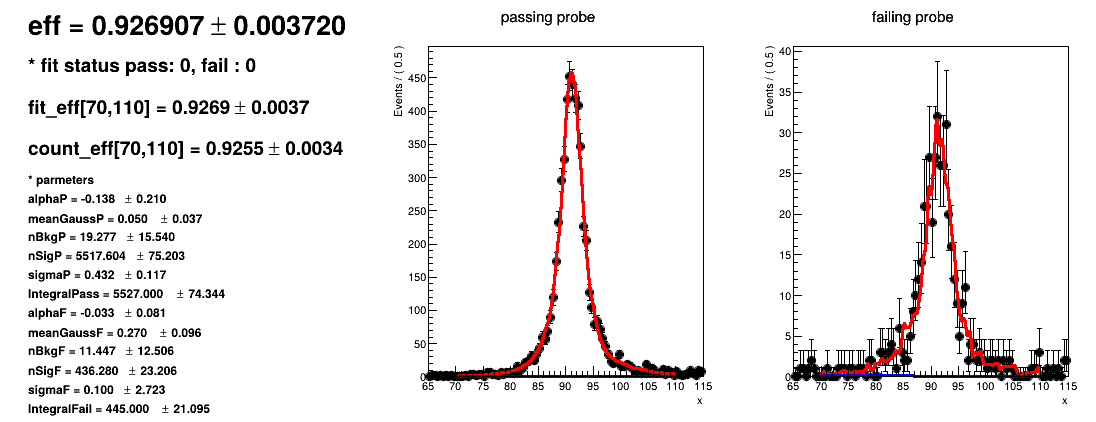 eff = 0.926907 ± 0.003720
* fit status pass: 0, fail : 0
fit_eff[70,110] = 0.9269 ± 0.0037
count_eff[70,110] = 0.9255 ± 0.0034
* parmeters
alphaP = -0.138 ± 0.210
meanGaussP = 0.050 ± 0.037
nBkgP = 19.277 ± 15.540
nSigP = 5517.604 ± 75.203
sigmaP = 0.432 ± 0.117
IntegralPass = 5527.000 ± 74.344
alphaF = -0.033 ± 0.081
meanGaussF = 0.270 ± 0.096
nBkgF = 11.447 ± 12.506
nSigF = 436.280 ± 23.206
sigmaF = 0.100 ± 2.723
IntegralFail = 445.000 ± 21.095
passing probe
Events / ( 0.5 )
450
400
350
300
250
200
150
100
50
0
65 70 75 80 85 90 95 100 105 110 115
x
failing probe
Events / ( 0.5 )
40
35
30
25
20
15
10
5
0
65 70 75 80 85 90 95 100 105 110 115
x